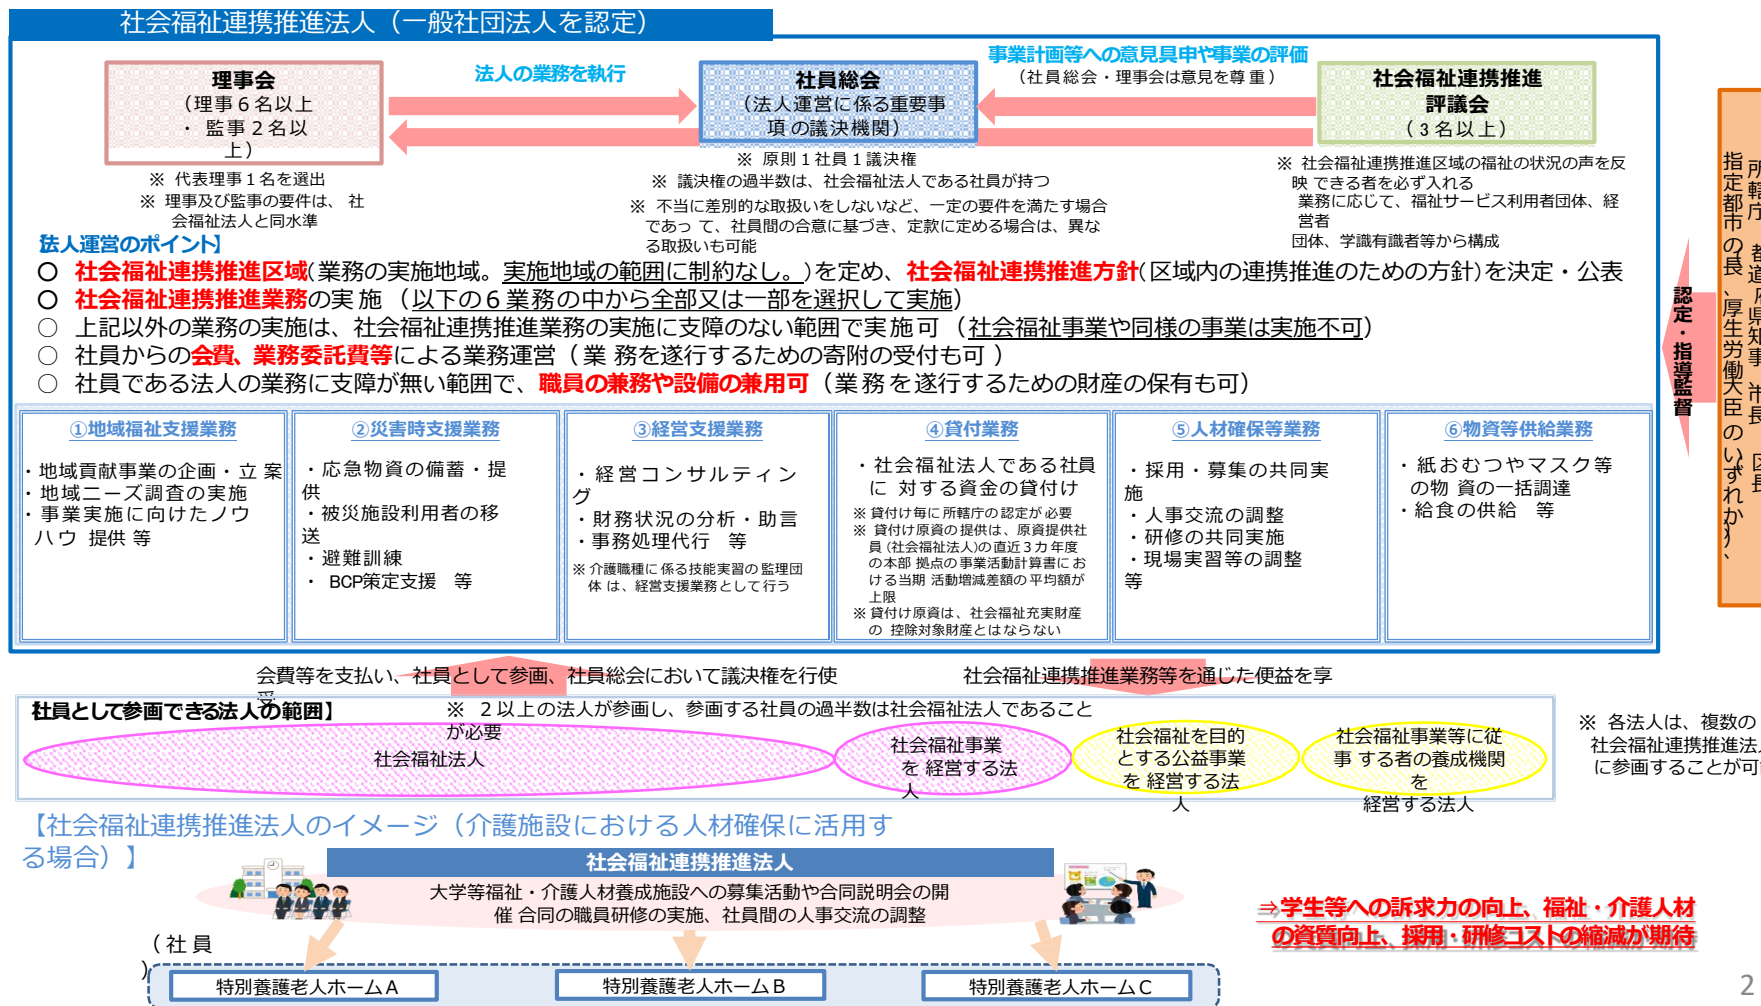 社会福祉連携推進法人（一般社団法人を認定）
理事会
（理事６名以上
・ 監事２名以
上）
法人の業務を執行
社員総会
（法人運営に係る重要事
項の議決機関）
事業計画等への意見具申や事業の評価
（社員総会・理事会は意見を尊重）
社会福祉連携推進
評議会
（３名以上）
※ 代表理事１名を選出
※ 理事及び監事の要件は、 社
会福祉法人と同水準
※ 原則１社員１議決権
※ 議決権の過半数は、社会福祉法人である社員が持つ
※ 不当に差別的な取扱いをしないなど、一定の要件を満たす場合
であっ て、社員間の合意に基づき、定款に定める場合は、異な
る取扱いも可能
※ 社会福祉連携推進区域の福祉の状況の声を反
映 できる者を必ず入れる
業務に応じて、福祉サービス利用者団体、経
営者
団体、学識有識者等から構成
【法人運営のポイント】
○ 社会福祉連携推進区域(業務の実施地域。実施地域の範囲に制約なし。)を定め、社会福祉連携推進方針(区域内の連携推進のための方針)を決定・公表
○ 社会福祉連携推進業務の実 施 （以下の６業務の中から全部又は一部を選択して実施）
○ 上記以外の業務の実施は、社会福祉連携推進業務の実施に支障のない範囲で実施可 （社会福祉事業や同様の事業は実施不可）
○ 社員からの会費、業務委託費等による業務運営（業 務を遂行するための寄附の受付も可 ）
○ 社員である法人の業務に支障が無い範囲で、職員の兼務や設備の兼用可（業務を遂行するための財産の保有も可）
認定・指導監督
所轄庁
都道府県知事
市長
区長
指定都市の長、厚生労働大臣のいずれか）、
①地域福祉支援業務
・地域貢献事業の企画・立 案
・地域ニーズ調査の実施
・事業実施に向けたノウ
ハウ 提供 等
②災害時支援業務
・応急物資の備蓄・提
供
・被災施設利用者の移
送
・避難訓練
・ BCP策定支援 等
③経営支援業務
・経営コンサルティン
グ
・財務状況の分析・助言
・事務処理代行 等
※介護職種に係る技能実習の監理団
体 は、経営支援業務として行う
④貸付業務
・社会福祉法人である社員
に 対する資金の貸付け
※貸付け毎に所轄庁の認定が必要
※ 貸付け原資の提供は、原資提供社
員(社会福祉法人)の直近３カ年度
の本部 拠点の事業活動計算書にお
ける当期 活動増減差額の平均額が
上限
※貸付け原資は、社会福祉充実財産
の 控除対象財産とはならない
⑤人材確保等業務
・採用・募集の共同実
施
・人事交流の調整
・研修の共同実施
・現場実習等の調整
等
⑥物資等供給業務
・紙おむつやマスク等
の物 資の一括調達
・給食の供給 等
会費等を支払い、社員として参画、社員総会において議決権を行使
社会福祉連携推進業務等を通じた便益を享
受
【社員として参画できる法人の範囲】
※ ２以上の法人が参画し、参画する社員の過半数は社会福祉法人であること
が必要
社会福祉法人
社会福祉事業
を 経営する法
人
社会福祉を目的
とする公益事業
を 経営する法
人
社会福祉事業等に従
事 する者の養成機関
を
経営する法人
※ 各法人は、複数の
社会福祉連携推進法人
に参画することが可
【社会福祉連携推進法人のイメージ（介護施設における人材確保に活用す
る場合）】
社会福祉連携推進法人
大学等福祉・介護人材養成施設への募集活動や合同説明会の開
催 合同の職員研修の実施、社員間の人事交流の調整
（社員
）
特別養護老人ホームＡ
特別養護老人ホームＢ
特別養護老人ホームＣ
⇒学生等への訴求力の向上、福祉・介護人材
の資質向上、採用・研修コストの縮減が期待
2